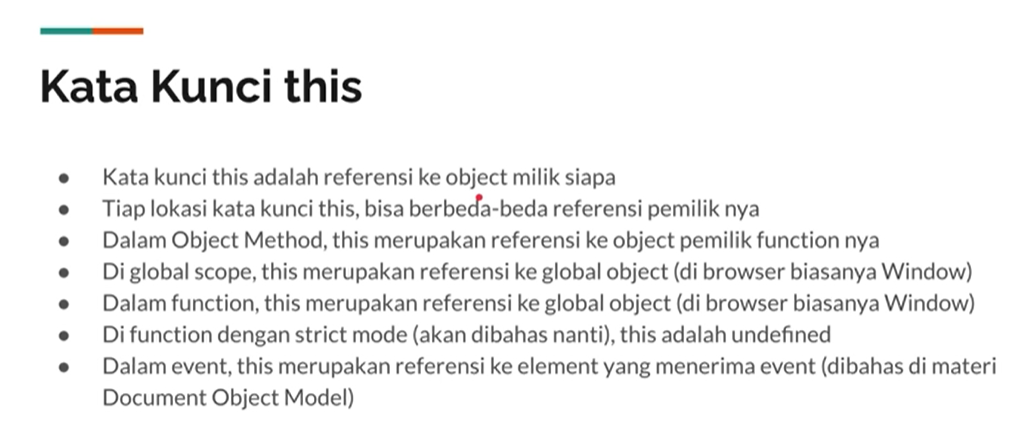 Kata Kunci this
● Kata kunci this adalah referensi ke object milik siapa
● Tiap lokasi kata kunci this, bisa berbeda-beda referensi pemilik nya
● Dalam Object Method, this merupakan referensi ke object pemilik function nya
● Di global scope, this merupakan referensi ke global object (di browser biasanya Window)
● Dalam function, this merupakan referensi ke global object (di browser biasanya Window)
● Di function dengan strict mode (akan dibahas nanti), this adalah undefined
● Dalam event, this merupakan referensi ke element yang menerima event (dibahas di materi
Document Object Model)